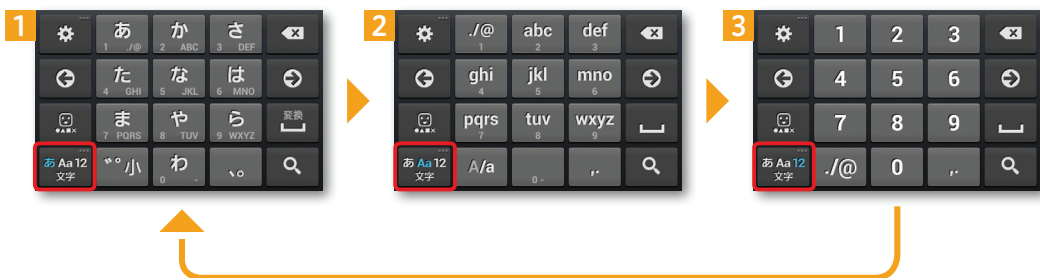 1
あ
1 ./@
か
2 ABC
さ
3 DEF
た
4 GHI
な
5 JKL
は
6 MNO
ま
7 PQRS
や
8 TUV
ら
9 WXYZ
変換
あ Aa 12
文字
゛゜小
わ
0 -
、。
2
./@
1
abc
2
def
3
ghi
4
jkl
5
mno
6
pqrs
7
tuv
8
wxyz
9
あ Aa 12
文字
A/a
0 -
,.
3
1
2
3
4
5
6
7
8
9
あ Aa 12
文字
./@
0
,.